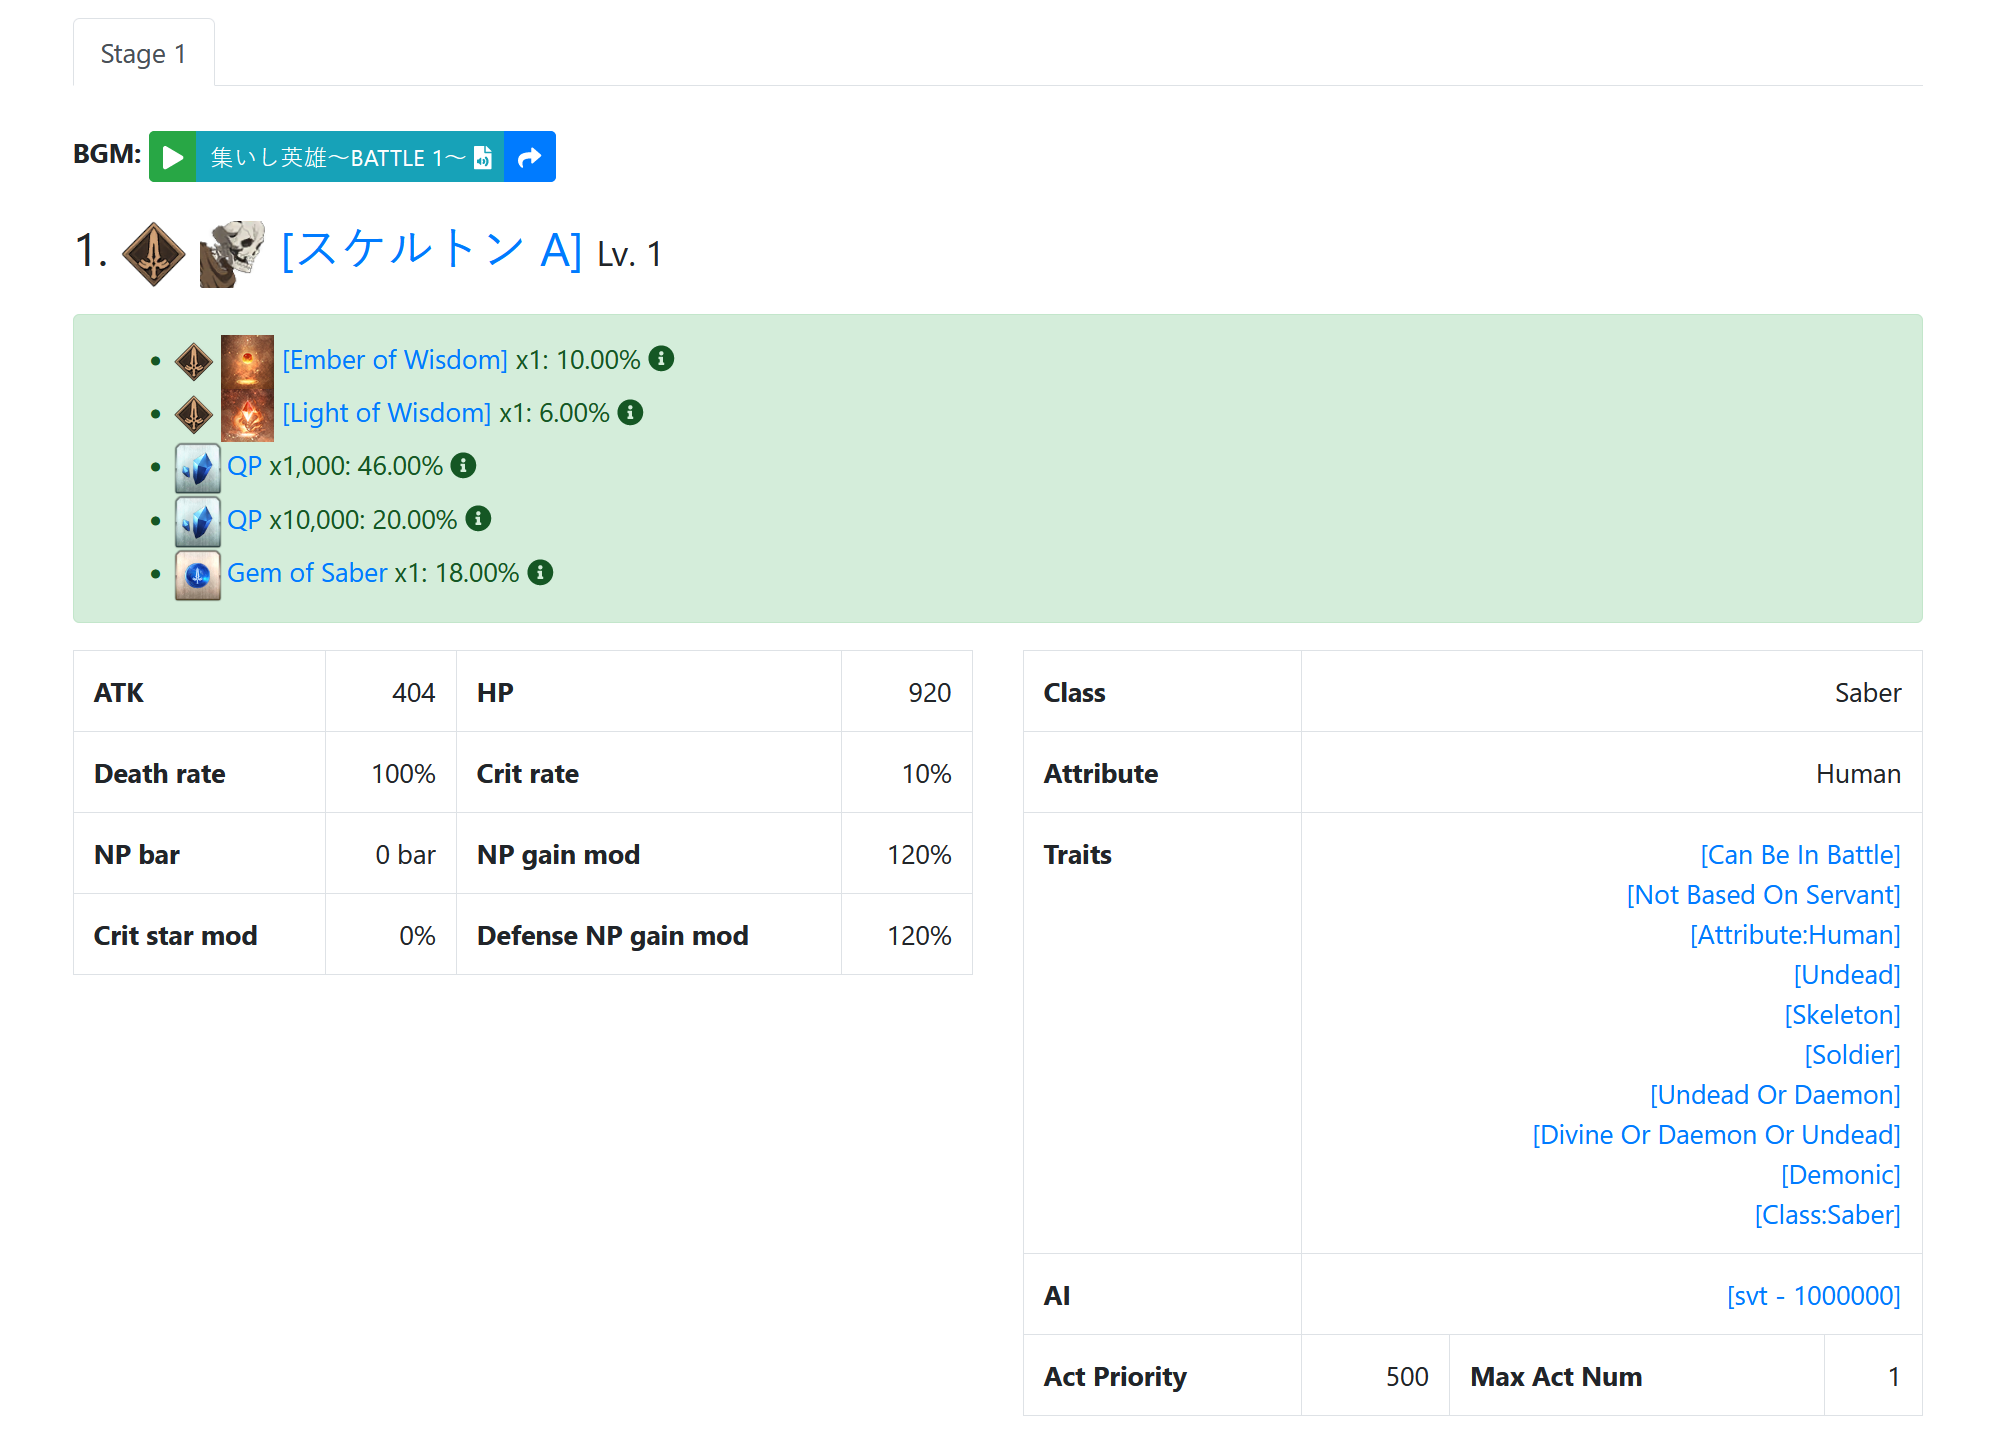 Stage 1
BGM: 集いし英雄～BATTLE 1～
1. [スケルトン A] Lv. 1
[Ember of Wisdom] x1: 10.00%
[Light of Wisdom] x1: 6.00%
QP x1,000: 46.00%
QP x10,000: 20.00%
Gem of Saber x1: 18.00%
ATK 404 HP 920
Death rate 100% Crit rate 10%
NP bar 0 bar NP gain mod 120%
Crit star mod 0% Defense NP gain mod 120%
Class Saber
Attribute Human
Traits [Can Be In Battle]
[Not Based On Servant]
[Attribute:Human]
[Undead]
[Skeleton]
[Soldier]
[Undead Or Daemon]
[Divine Or Daemon Or Undead]
[Demonic]
[Class:Saber]
AI [svt - 1000000]
Act Priority 500 Max Act Num 1